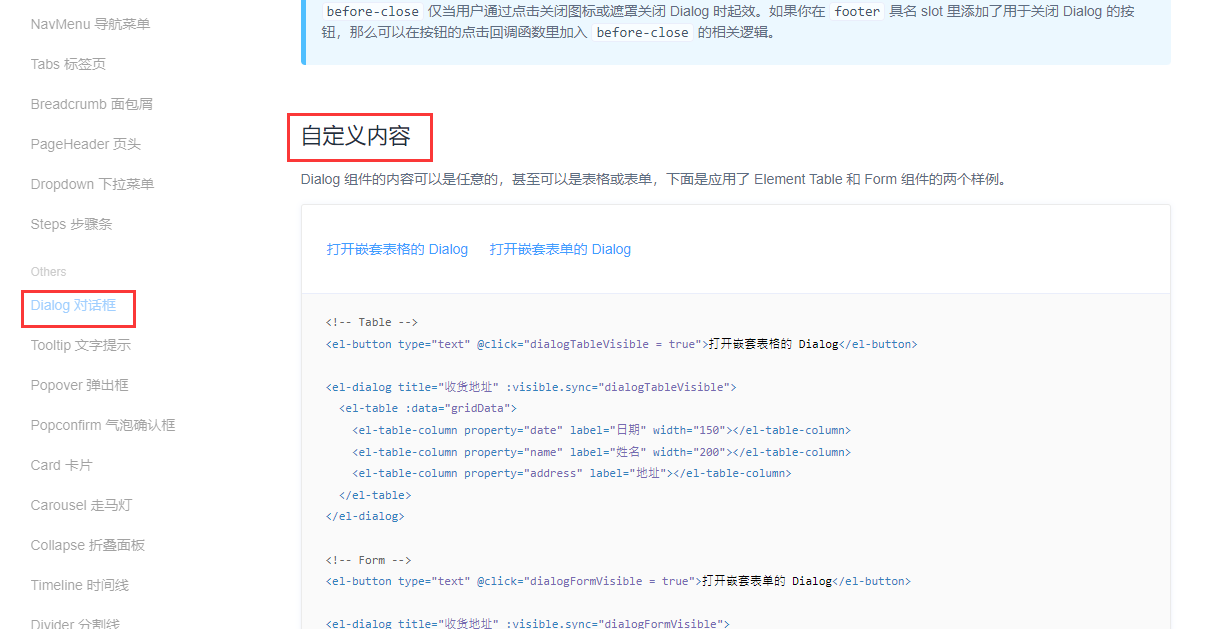 NavMenu 导航菜单
Tabs 标签页
Breadcrumb 面包屑
PageHeader 页头
Dropdown 下拉菜单
Steps 步骤条
Others
Dialog 对话框
Tooltip 文字提示
Popover 弹出框
Popconfirm 气泡确认框
Card 卡片
Carousel 走马灯
Collapse 折叠面板
Timeline 时间线
Divider 分割线
before-close 仅当用户通过点击关闭图标或遮罩关闭 Dialog 时起效。如果你在 footer 具名 slot 里添加了用于关闭 Dialog 的按
钮，那么可以在按钮的点击回调函数里加入 before-close 的相关逻辑。
自定义内容
Dialog 组件的内容可以是任意的，甚至可以是表格或表单，下面是应用了 Element Table 和 Form 组件的两个样例。
打开嵌套表格的 Dialog 打开嵌套表单的 Dialog
<!-- Table -->
<el-button type="text" @click="dialogTableVisible = true">打开嵌套表格的 Dialog</el-button>
<el-dialog title="收货地址" :visible.sync="dialogTableVisible">
<el-table :data="gridData">
<el-table-column property="date" label="日期" width="150"></el-table-column>
<el-table-column property="name" label="姓名" width="200"></el-table-column>
<el-table-column property="address" label="地址"></el-table-column>
</el-table>
</el-dialog>
<!-- Form -->
<el-button type="text" @click="dialogFormVisible = true">打开嵌套表单的 Dialog</el-button>
<el-dialog title="收货地址" :visible.sync="dialogFormVisible">